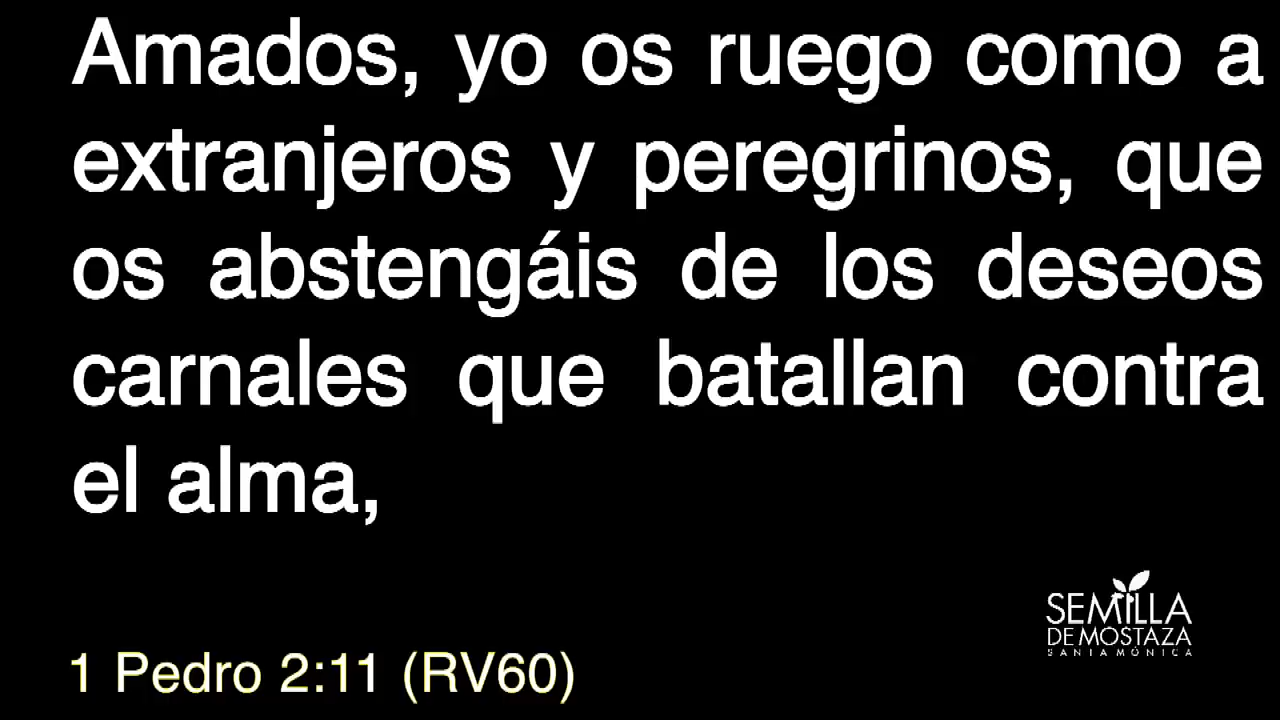 Amados, yo os ruego como a
extranjeros y peregrinos, que
os abstengáis de los deseos
carnales que batallan contra
el alma,
SEMILLA
DE MOSTAZA
SANTA MÓNICA
1 Pedro 2:11 (RV60)